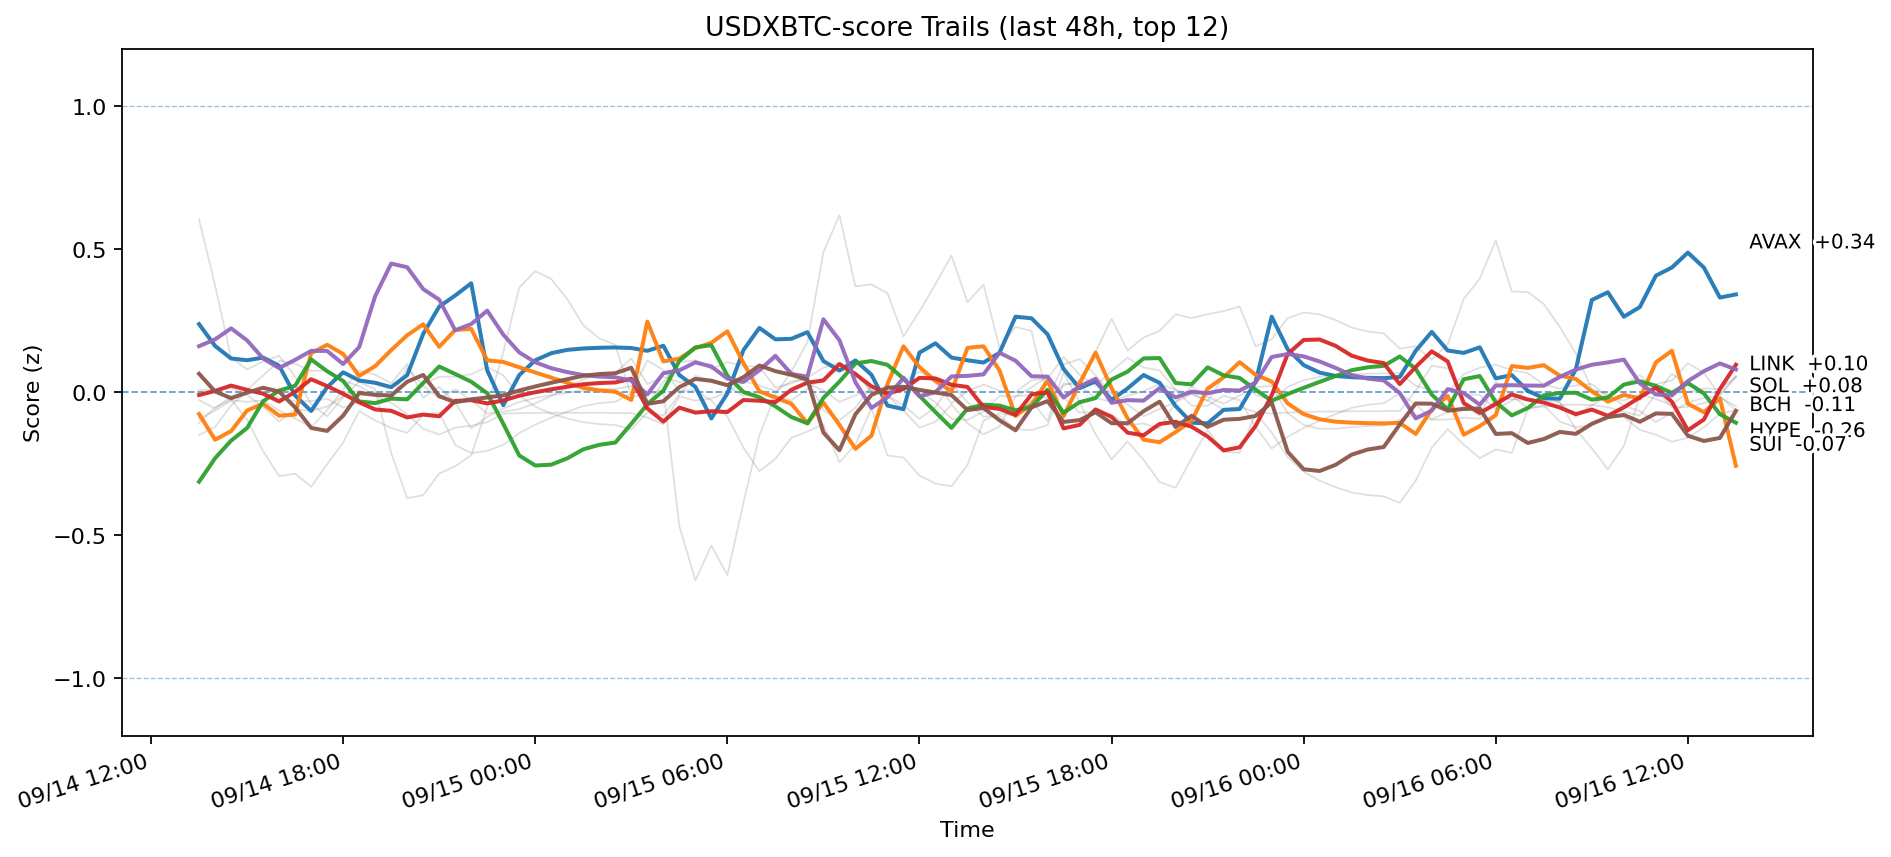 USDXBTC-score Trails (last 48h, top 12)
Score (z)
1.0
0.5
0.0
−0.5
−1.0
AVAX +0.34
LINK +0.10
SOL +0.08
BCH -0.11
HYPE -0.26
SUI -0.07
09/14 12:00
09/14 18:00
09/15 00:00
09/15 06:00
09/15 12:00
09/15 18:00
09/16 00:00
09/16 06:00
09/16 12:00
Time